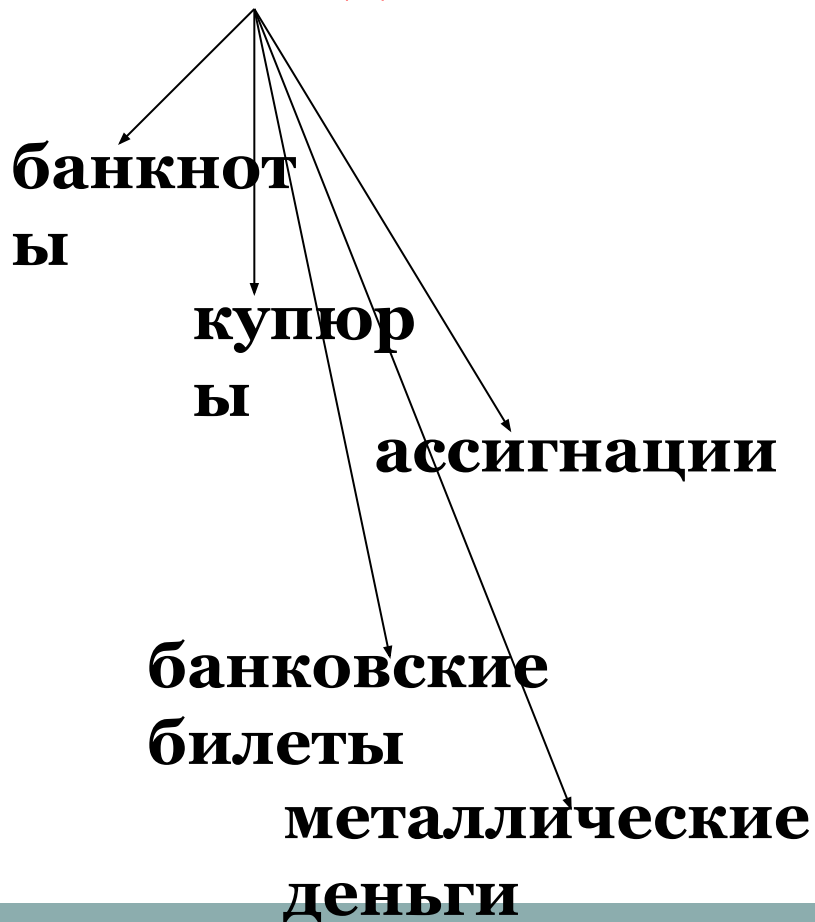 банкнот
ы
купюр
ы
ассигнации
банковские
билеты
металлические
деньги